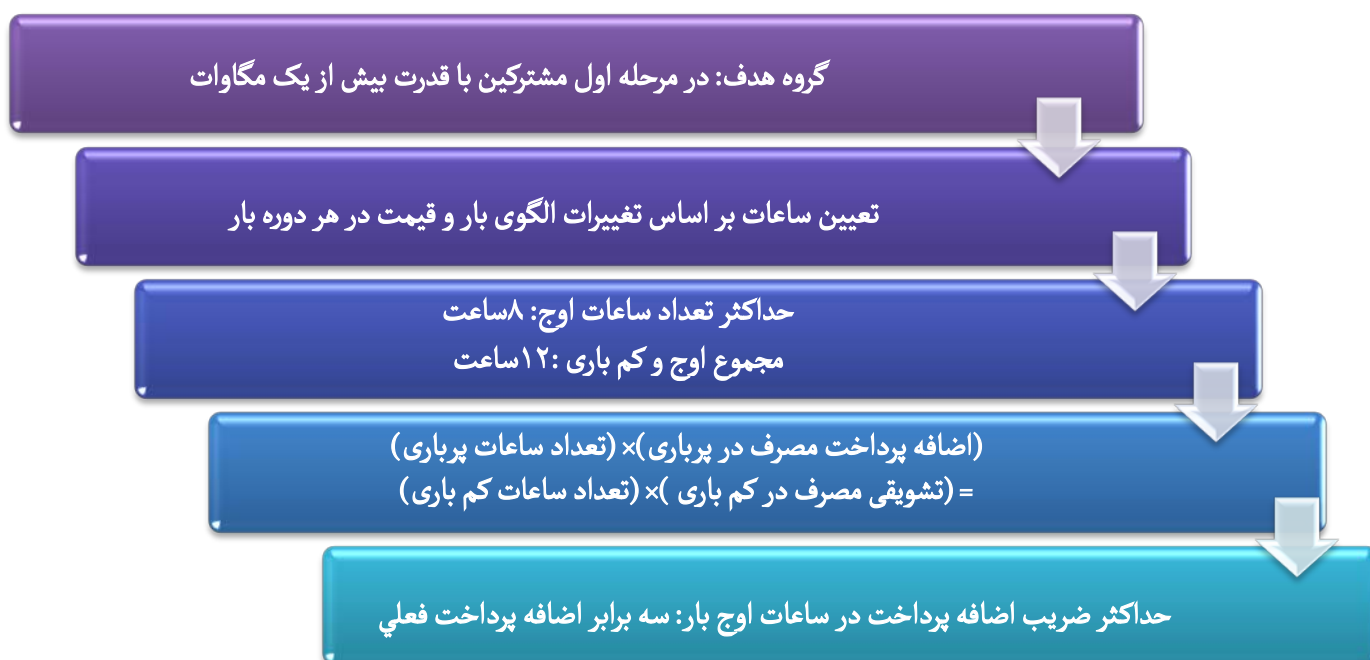 گروه هدف: در مرحله اول مشترکین با قدرت بیش از یک مگاوات
تعیین ساعات بر اساس تغییرات الگوی بار و قیمت در هر دوره بار
حداکثر تعداد ساعات اوج: ۸ساعت
مجموع اوج و کم باری :۱۲ساعت
(اضافه پرداخت مصرف در پرباری)×(تعداد ساعات پرباری)
= (تشویقی مصرف در کم باری )×(تعداد ساعات کم باری)
حداکثر ضریب اضافه پرداخت در ساعات اوج بار: سه برابر اضافه پرداخت فعلي